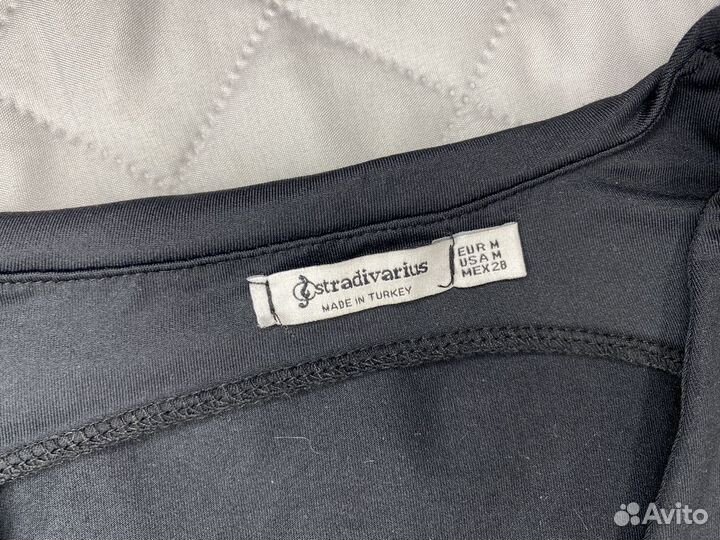 stradivarius
MADE IN TURKEY
EUR M
USA M
MEX 28
Avito